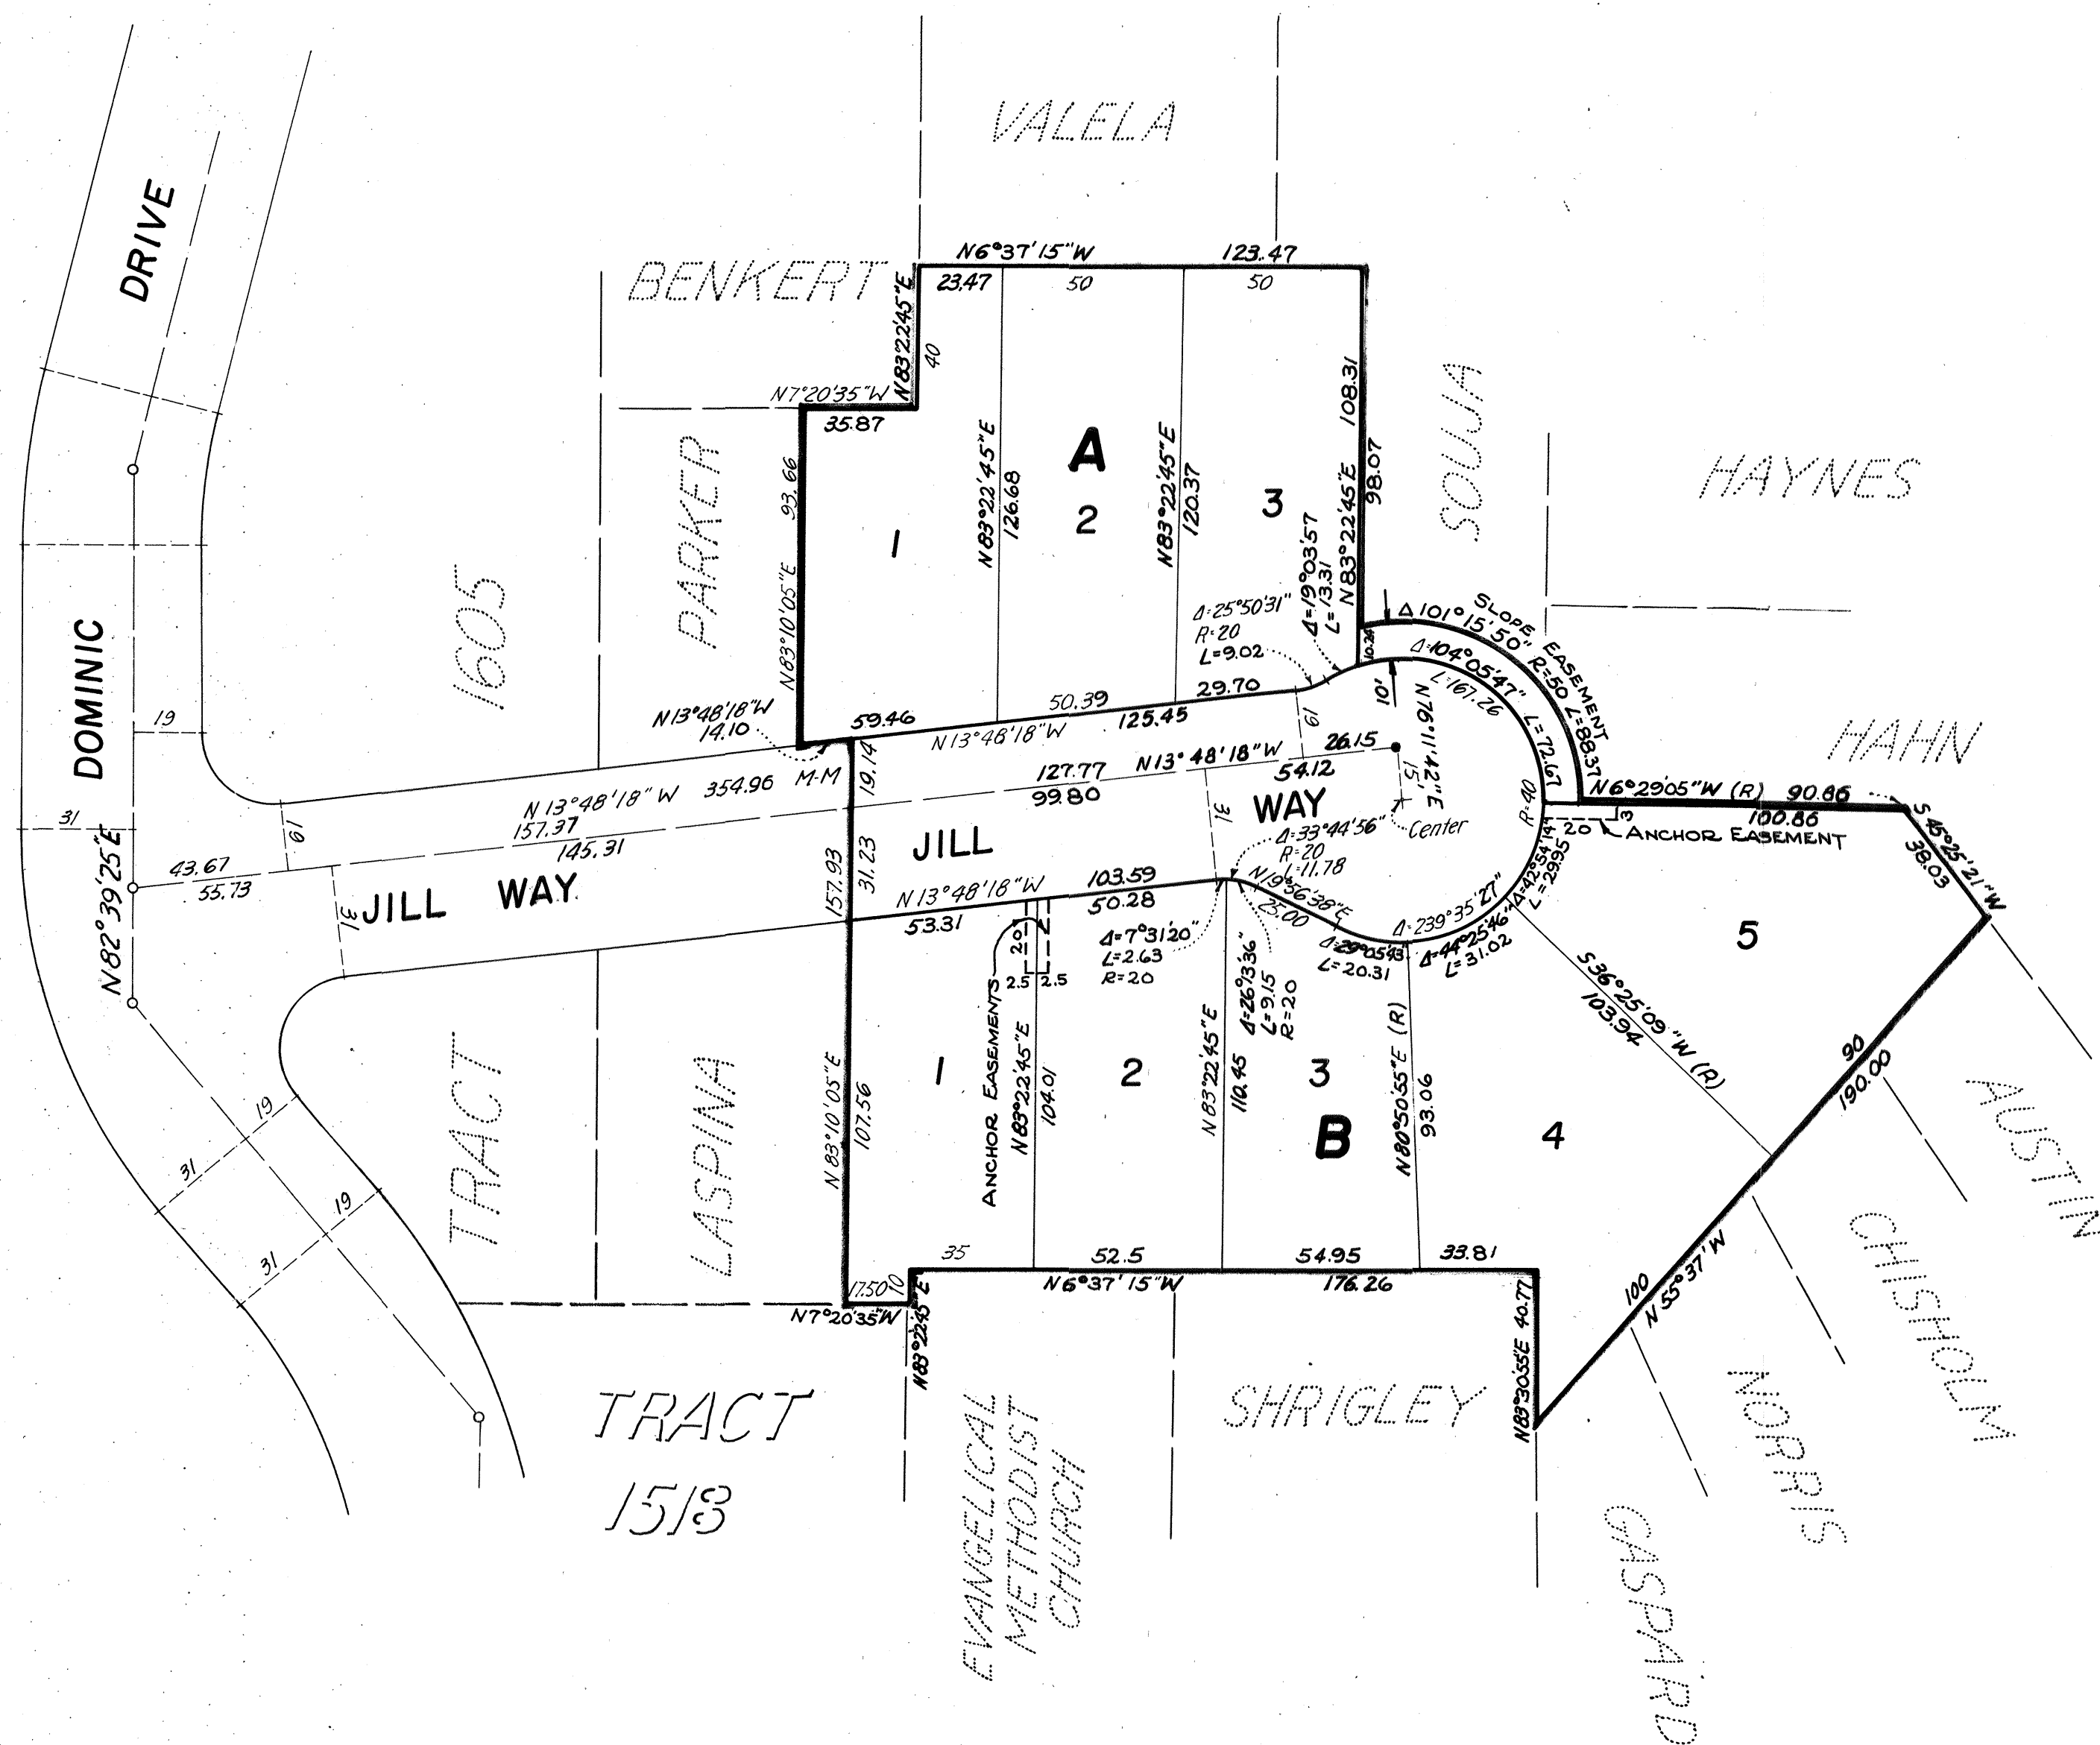 VALELA
DRIVE
BENKERT
N6°37'15"W
123.47
23.47
50
50
N83°22'45"E
40
N7°20'35"W
35.87
PARKER
93.66
N83°10'05"E
N83°22'45"E
126.68
A
N83°22'45"E
120.37
1
2
3
N83°22'45"E
108.31
98.07
SOUJA
HAYNES
Δ=19°03'57
L=13.31
Δ=25°50'31"
R=20
L=9.02
10.24
SLOPE EASEMENT
Δ 101° 15' 50" R=50 L=88.37
Δ=104°05'47"
L=167.26
L=72.67
10'
1605
DOMINIC
N13°48'18"W
14.10
59.46
50.39
29.70
N13°48'18"W
125.45
19
N76°11'42"E
15'
Center
26.15
N13°48'18"W
54.12
127.77
99.80
HAHN
N6°29'05"W (R)
90.86
100.86
20
3
ANCHOR EASEMENT
R=40
S45°25'21"W
38.03
19
31
N82°39'25"E
N13°48'18"W 354.96 M-M
157.37
145.31
19
43.67
55.73
31
JILL WAY
19.14
31.23
157.93
JILL
WAY
31
N13°48'18"W
103.59
53.31
50.28
Δ=33°44'56"
R=20
L=11.78
N19°56'38"E
25.00
Δ=239°35'27"
Δ=29°05'43"
L=20.31
Δ=44°25'46"
L=31.02
Δ=42°54'14"
L=29.95
Δ=7°31'20"
L=2.63
R=20
Δ=26°13'36"
L=9.15
R=20
20
2.5
2.5
ANCHOR EASEMENTS
N83°22'45"E
104.01
N83°22'45"E
110.45
N80°50'55"E (R)
93.06
S36°25'09"W (R)
103.94
5
90
190.00
1
2
3
B
4
TRACT
LASPINA
N83°10'05"E
107.56
19
31
19
31
35
52.5
54.95
33.81
17.50
10
N7°20'35"W
N83°22'45"E
N6°37'15"W
176.26
N83°30'55"E 40.77
100
N55°37'W
AUSTIN
CHISHOLM
NORRIS
GASPARD
SHRIGLEY
TRACT
1518
EVANGELICAL
METHODIST
CHURCH